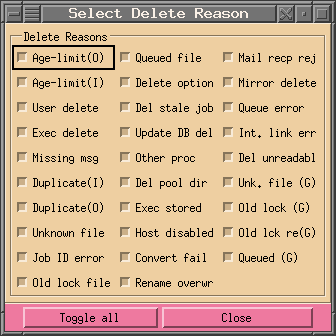 Select Delete Reason
Delete Reasons
Age-limit(O) Queued file Mail recp rej
Age-limit(I) Delete option Mirror delete
User delete Del stale job Queue error
Exec delete Update DB del Int. link err
Missing msg Other proc Del unreadabl
Duplicate(I) Del pool dir Unk. file (G)
Duplicate(O) Exec stored Old lock (G)
Unknown file Host disabled Old lck re(G)
Job ID error Convert fail Queued (G)
Old lock file Rename overwr
Toggle all Close